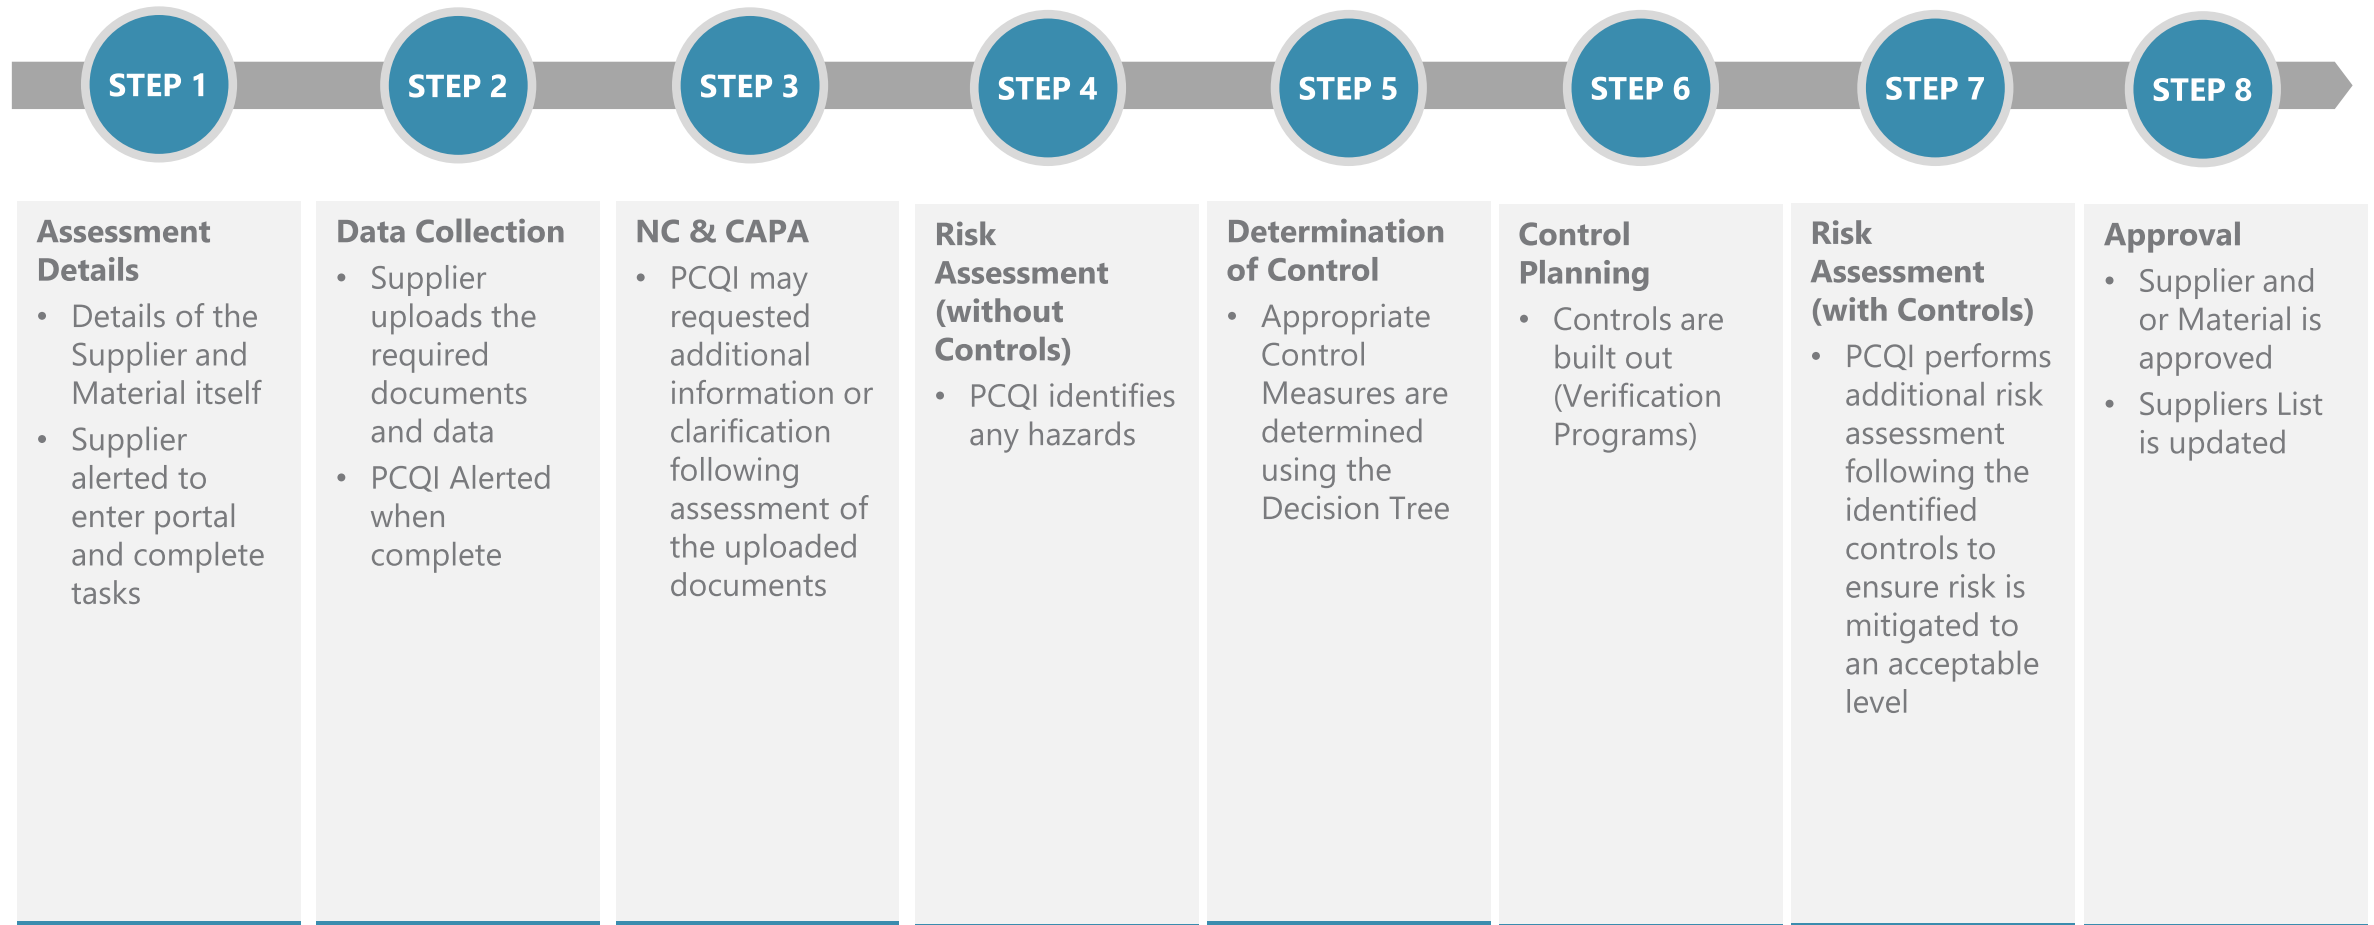 STEP 1
STEP 2
STEP 3
STEP 4
STEP 5
STEP 6
STEP 7
STEP 8
Assessment
Details
• Details of the
Supplier and
Material itself
• Supplier
alerted to
enter portal
and complete
tasks
Data Collection
• Supplier
uploads the
required
documents
and data
• PCQI Alerted
when
complete
NC & CAPA
• PCQI may
requested
additional
information or
clarification
following
assessment of
the uploaded
documents
Risk
Assessment
(without
Controls)
• PCQI identifies
any hazards
Determination
of Control
• Appropriate
Control
Measures are
determined
using the
Decision Tree
Control
Planning
• Controls are
built out
(Verification
Programs)
Risk
Assessment
(with Controls)
• PCQI performs
additional risk
assessment
following the
identified
controls to
ensure risk is
mitigated to
an acceptable
level
Approval
• Supplier and
or Material is
approved
• Suppliers List
is updated